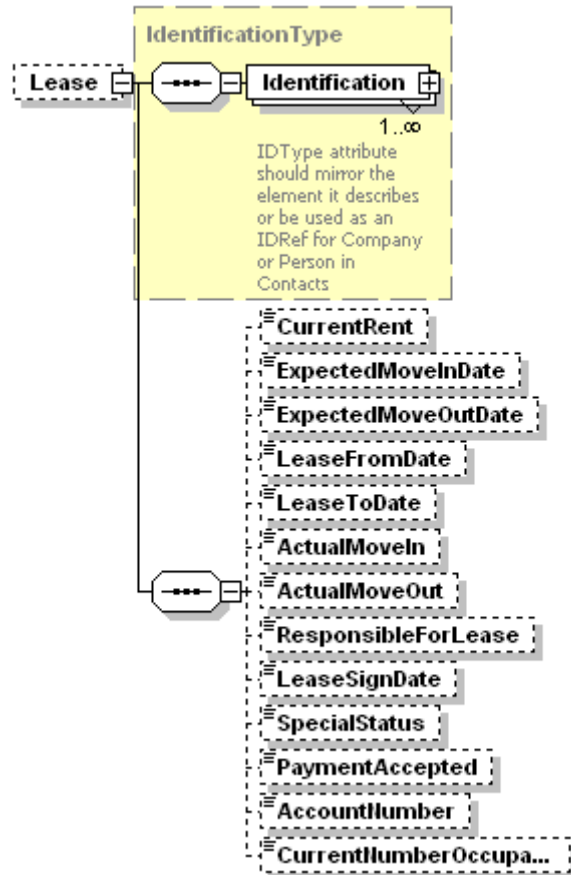 IdentificationType
Lease
Identification
1..∞
IDType attribute
should mirror the
element it describes
or be used as an
IDRef for Company
or Person in
Contacts
CurrentRent
ExpectedMoveInDate
ExpectedMoveOutDate
LeaseFromDate
LeaseToDate
ActualMoveIn
ActualMoveOut
ResponsibleForLease
LeaseSignDate
SpecialStatus
PaymentAccepted
AccountNumber
CurrentNumberOccupa...